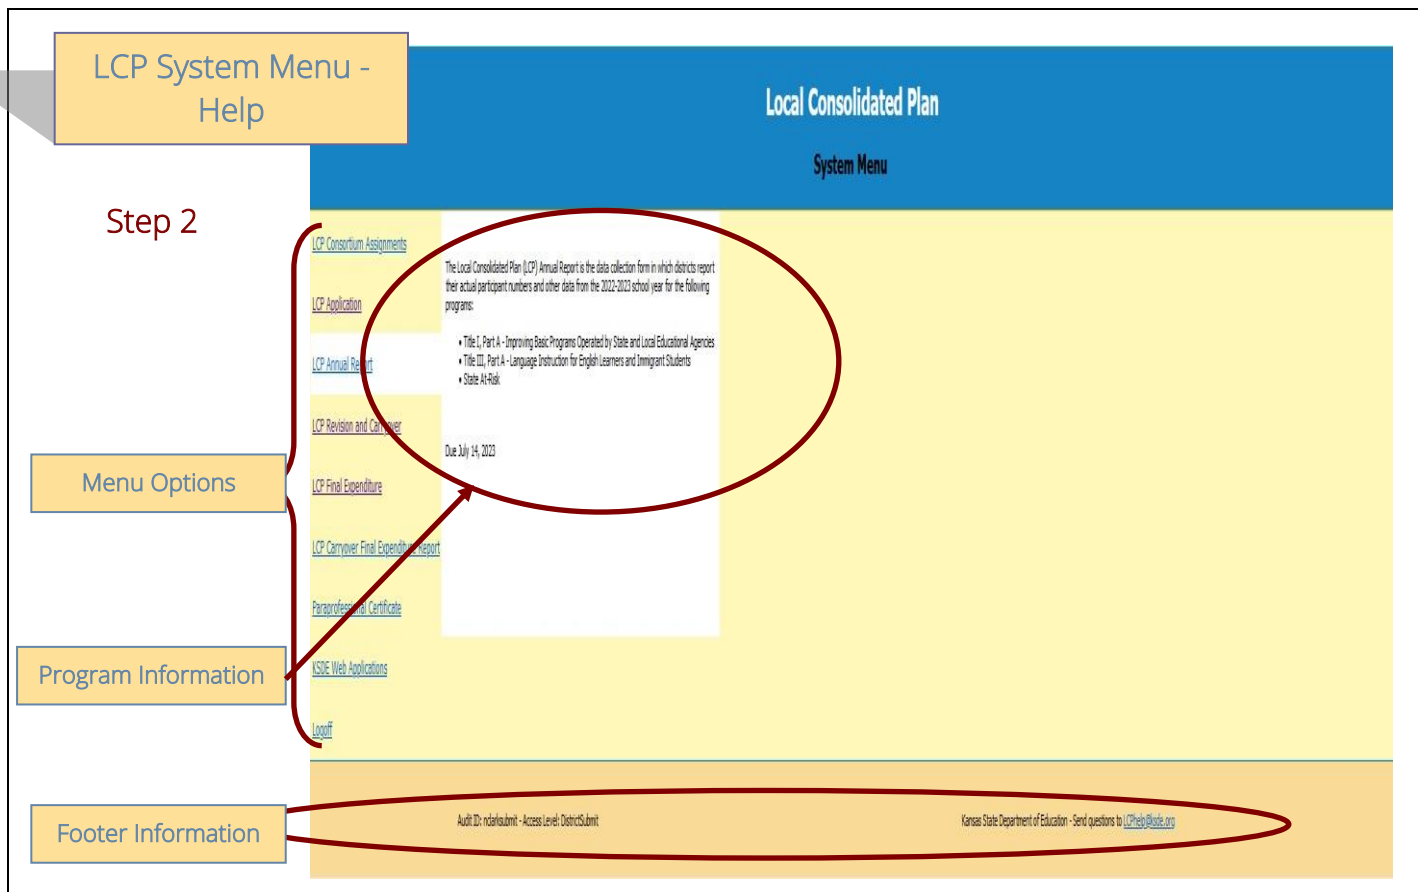 LCP System Menu -
Help
Local Consolidated Plan
System Menu
Step 2
LCP Consortium Assignments
LCP Application
LCP Annual Report
LCP Revision and Carryover
LCP Final Expenditure
LCP Carryover Final Expenditure Report
Paraprofessional Certificate
KSDE Web Applications
Logoff
The Local Consolidated Plan (LCP) Annual Report is the data collection form in which districts report
their actual participant numbers and other data from the 2022-2023 school year for the following
programs:
• Title I, Part A - Improving Basic Programs Operated by State and Local Educational Agencies
• Title III, Part A - Language Instruction for English Learners and Immigrant Students
• State At-Risk
Due July 14, 2023
Menu Options
Program Information
Footer Information
Audit ID: nclarksubmit - Access Level: DistrictSubmit
Kansas State Department of Education - Send questions to LCPhelp@ksde.org